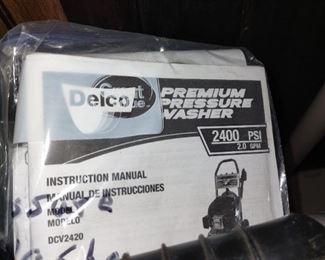 Delco
PREMIUM
PRESSURE
WASHER
2400 PSI
2.0 GPM
INSTRUCTION MANUAL
MANUAL DE INSTRUCCIONES
MODEL
MODELO
DCV2420